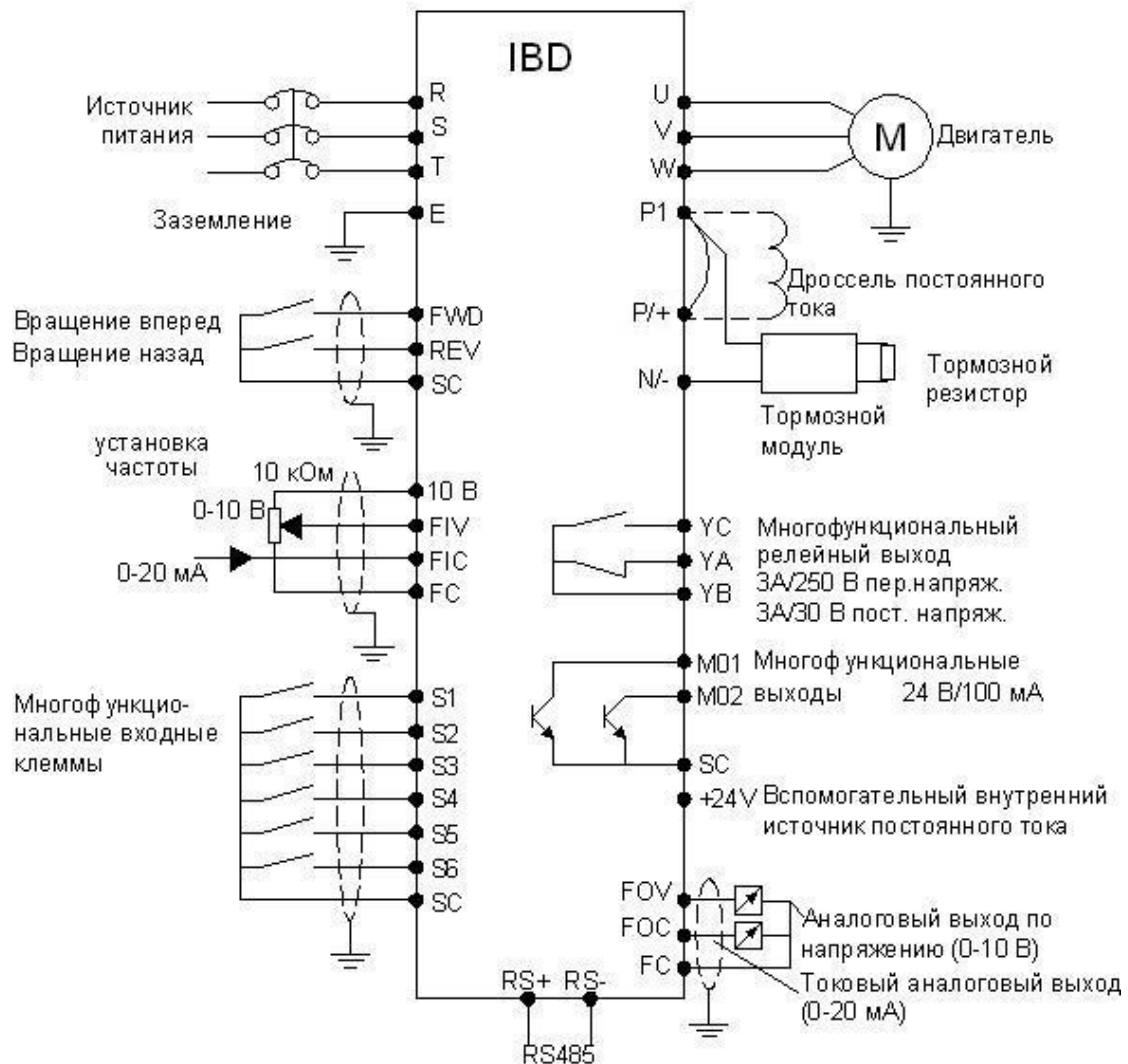 IBD
Источник
питания
R
S
T
Заземление
E
Вращение вперед
Вращение назад
FWD
REV
SC
установка
частоты
10 кОм
0-10 В
0-20 мА
10 В
FIV
FIC
FC
Многофункцио-
нальные входные
клеммы
S1
S2
S3
S4
S5
S6
SC
U
V
W
M
Двигатель
P1
Дроссель постоянного
тока
P/+
N/-
Тормозной
резистор
Тормозной
модуль
YC
YA
YB
Многофункциональный
релейный выход
3А/250 В пер.напряж.
3А/30 В пост. напряж.
M01
M02
Многофункциональные
выходы 24 В/100 мА
SC
+24V
Вспомогательный внутренний
источник постоянного тока
FOV
FOC
FC
Аналоговый выход по
напряжению (0-10 В)
Токовый аналоговый выход
(0-20 мА)
RS+ RS-
RS485